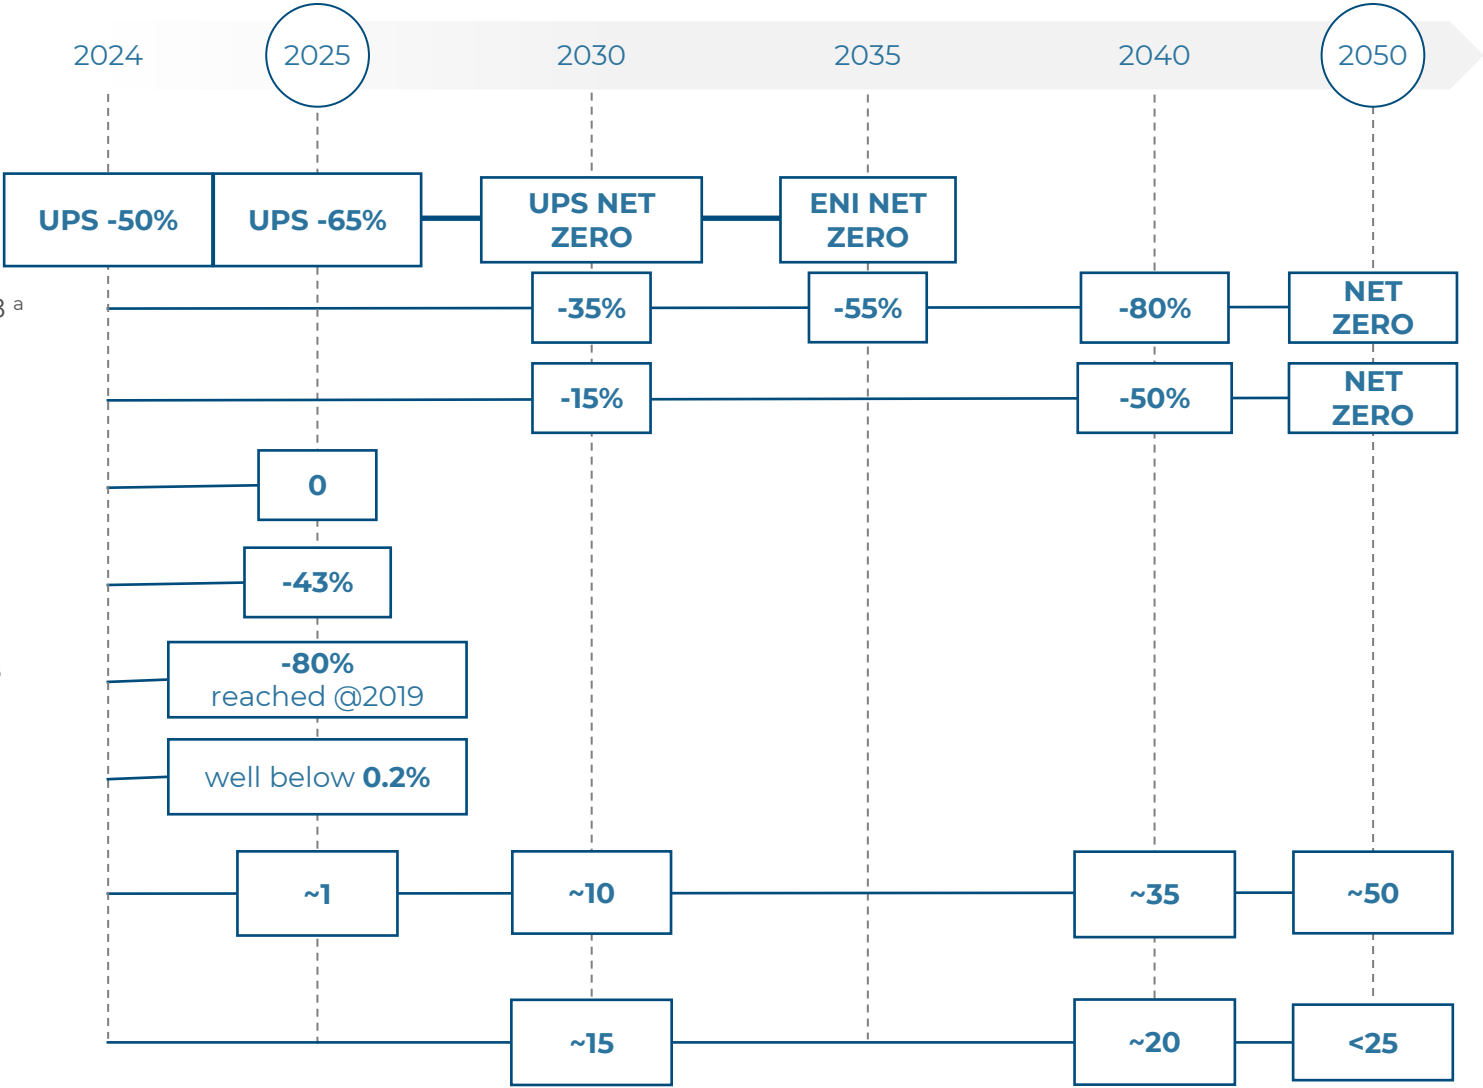 2024 2025 2030 2035 2040 2050
UPS -50% UPS -65% UPS NET ENI NET
ZERO ZERO
a
-35% -55% -80% NET
ZERO
-15% -50% NET
ZERO
0
-43%
-80%
reached @2019
well below 0.2%
~1 ~10 ~35 ~50
~15 ~20 <25